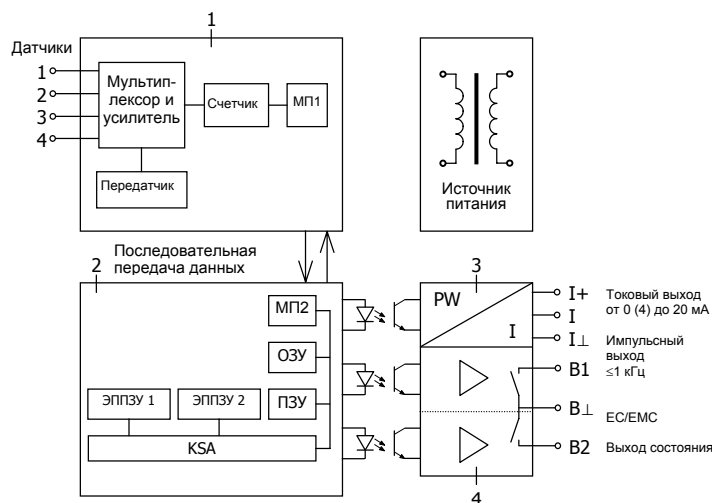 1
Датчики
1
2
3
4
Мультип-
лексор и
усилитель
Счетчик
МП1
Передатчик
Источник
питания
Последовательная
передача данных
2
МП2
ОЗУ
ПЗУ
ЭППЗУ 1
ЭППЗУ 2
KSA
3
PW
I
I+
I
I⊥
B1
B⊥
B2
Токовый выход
от 0 (4) до 20 мА
Импульсный
выход
≤1 кГц
EC/EMC
Выход состояния
4